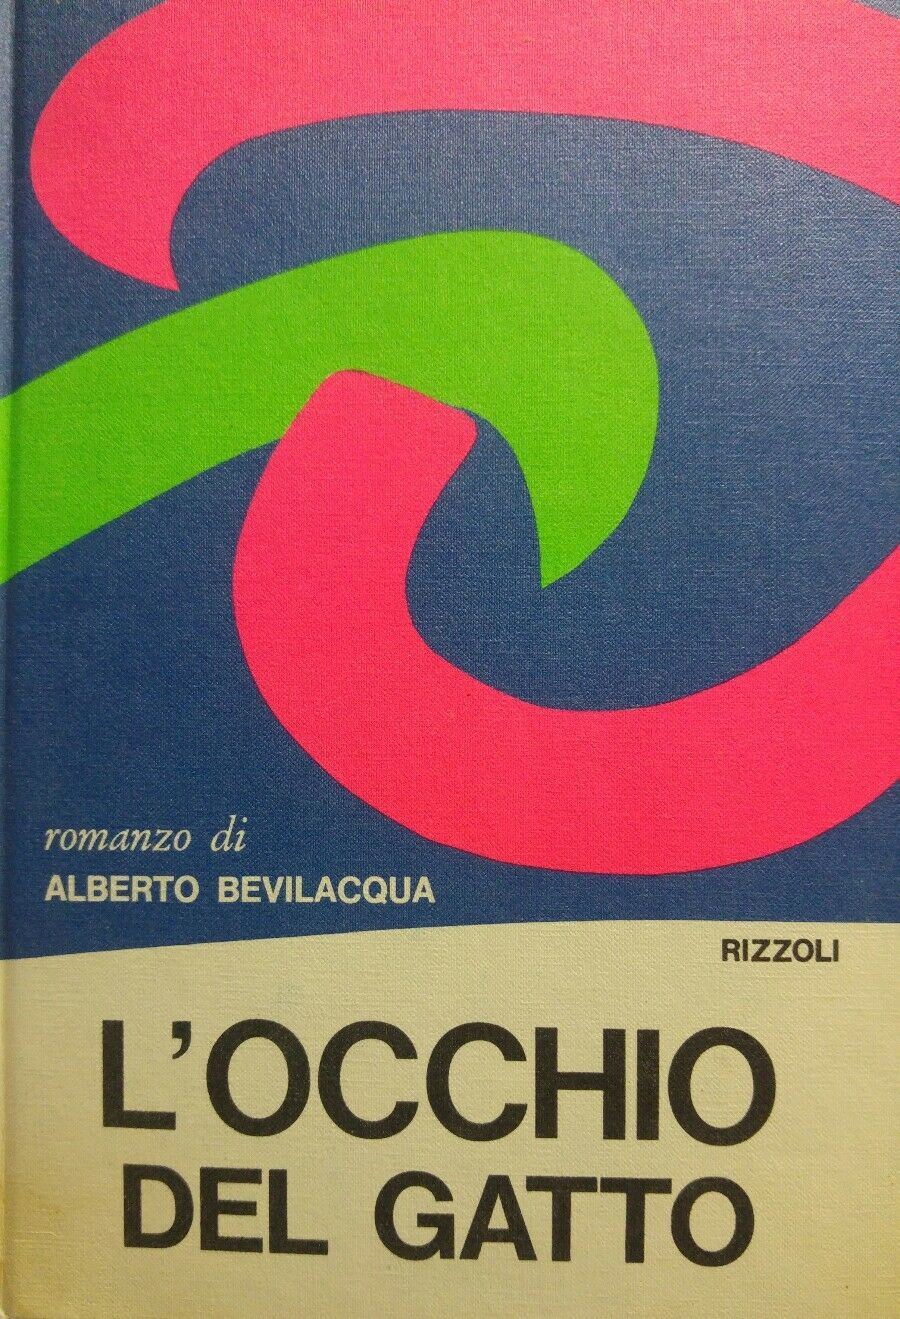 romanzo di
ALBERTO BEVILACQUA
RIZZOLI
L'OCCHIO
DEL GATTO